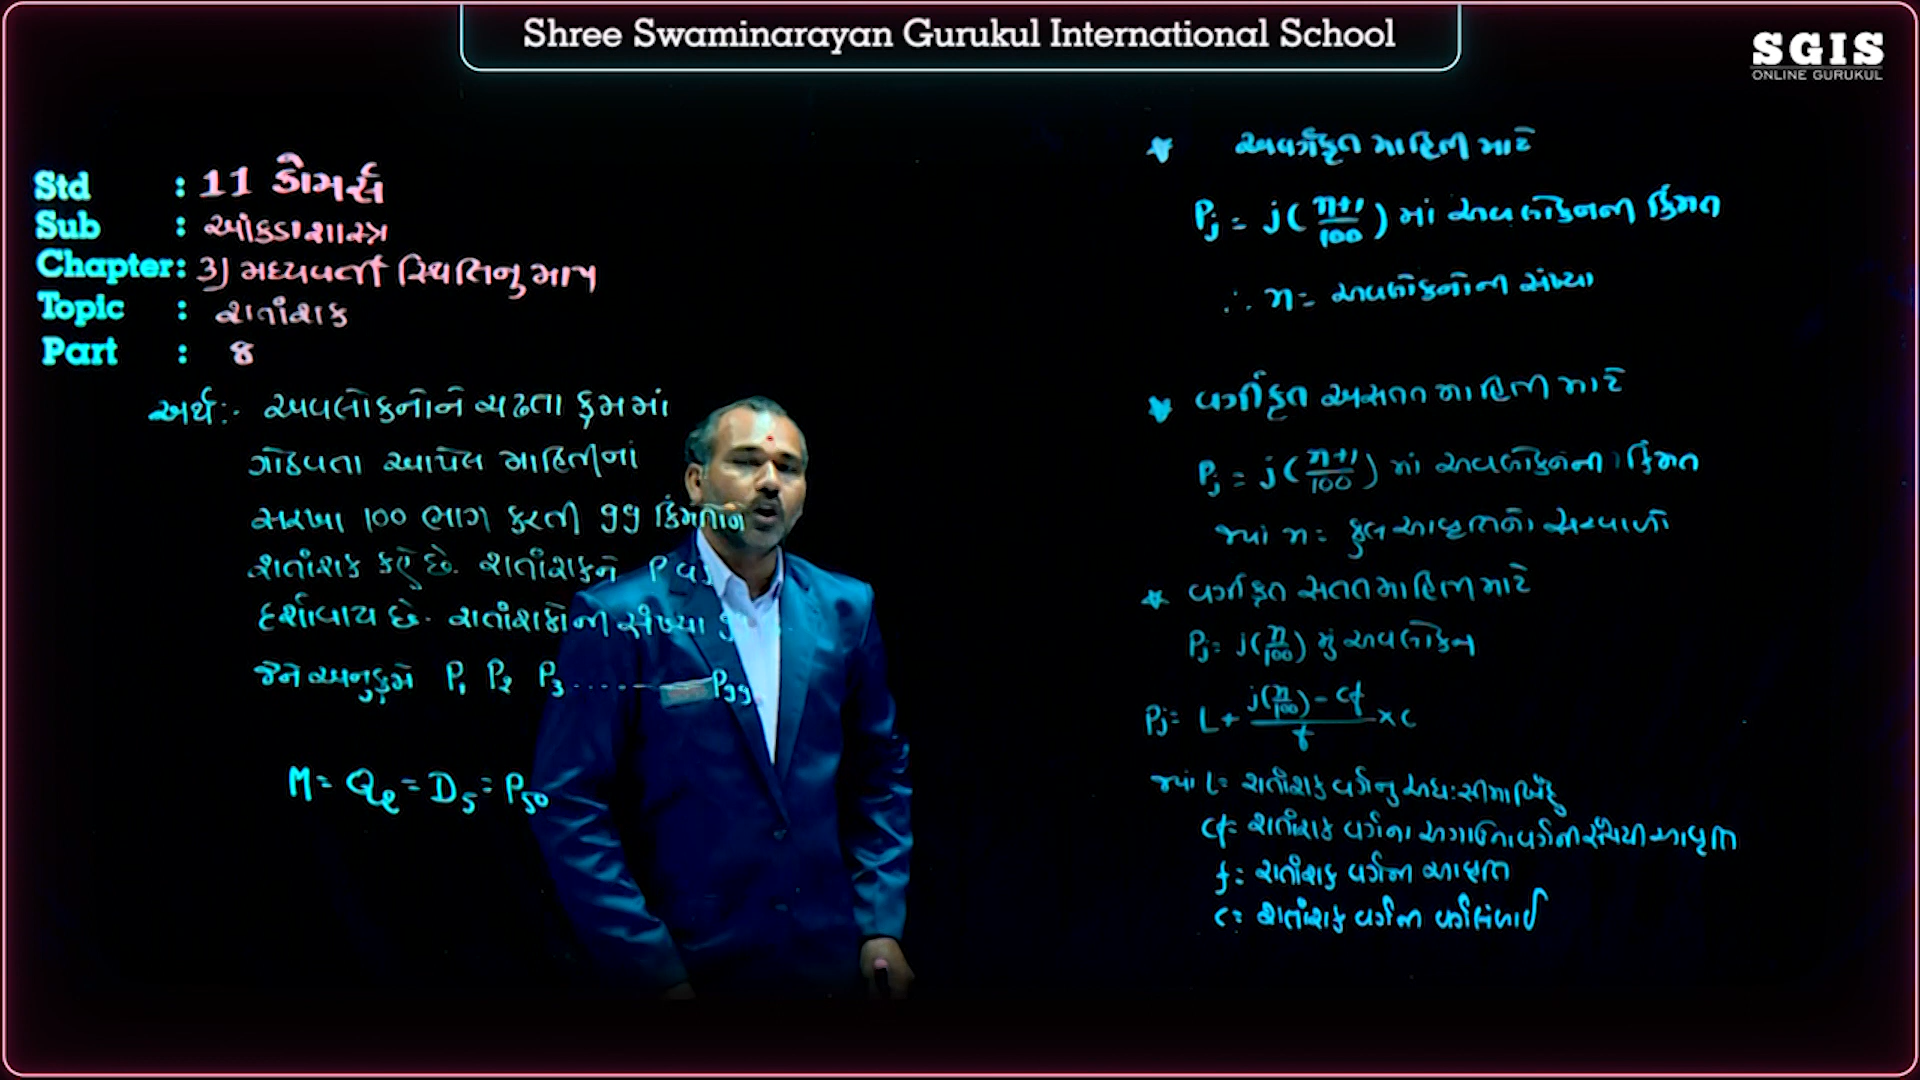 Shree Swaminarayan Gurukul International School
SGIS
ONLINE GURUKUL
Std : 11 કોમર્સ
Sub : આંકડાશાસ્ત્ર
Chapter: 3) મધ્યવર્તી સ્થિતિનુ માપ
Topic : શતાંશક
Part : 8
અર્થ:- અવલોકનોને ચઢતા ક્રમમાં
ગોઠવતા આપેલ માહિતીનાં
સરખા 100 ભાગ કરતી 99 કિંમતોને
શતાંશક કહે છે. શતાંશકને P વડે
દર્શાવાય છે. શતાંશકોની સંખ્યા
જેને અનુક્રમે P₁ P₂ P₃ ........ P₉₉
M = Q₂ = D₅ = P₅₀
★ અવર્ગીકૃત માહિતી માટે
Pj = j(n+1/100) માં અવલોકનની કિંમત
∴ n = અવલોકનોની સંખ્યા
★ વર્ગીકૃત અસતત માહિતી માટે
Pj = j(n+1/100) માં અવલોકનની કિંમત
જ્યાં n = કુલ આવૃત્તિનો સરવાળો
★ વર્ગીકૃત સતત માહિતી માટે
Pj = j(n/100) મું અવલોકન
Pj = L + j(n/100) - cf / f × c
જ્યાં L = શતાંશક વર્ગનુ અધ:સીમાબિંદુ
cf = શતાંશક વર્ગના આગળના વર્ગની સંચયી આવૃત્તિ
f = શતાંશક વર્ગની આવૃત્તિ
c = શતાંશક વર્ગની વર્ગલંબાઈ